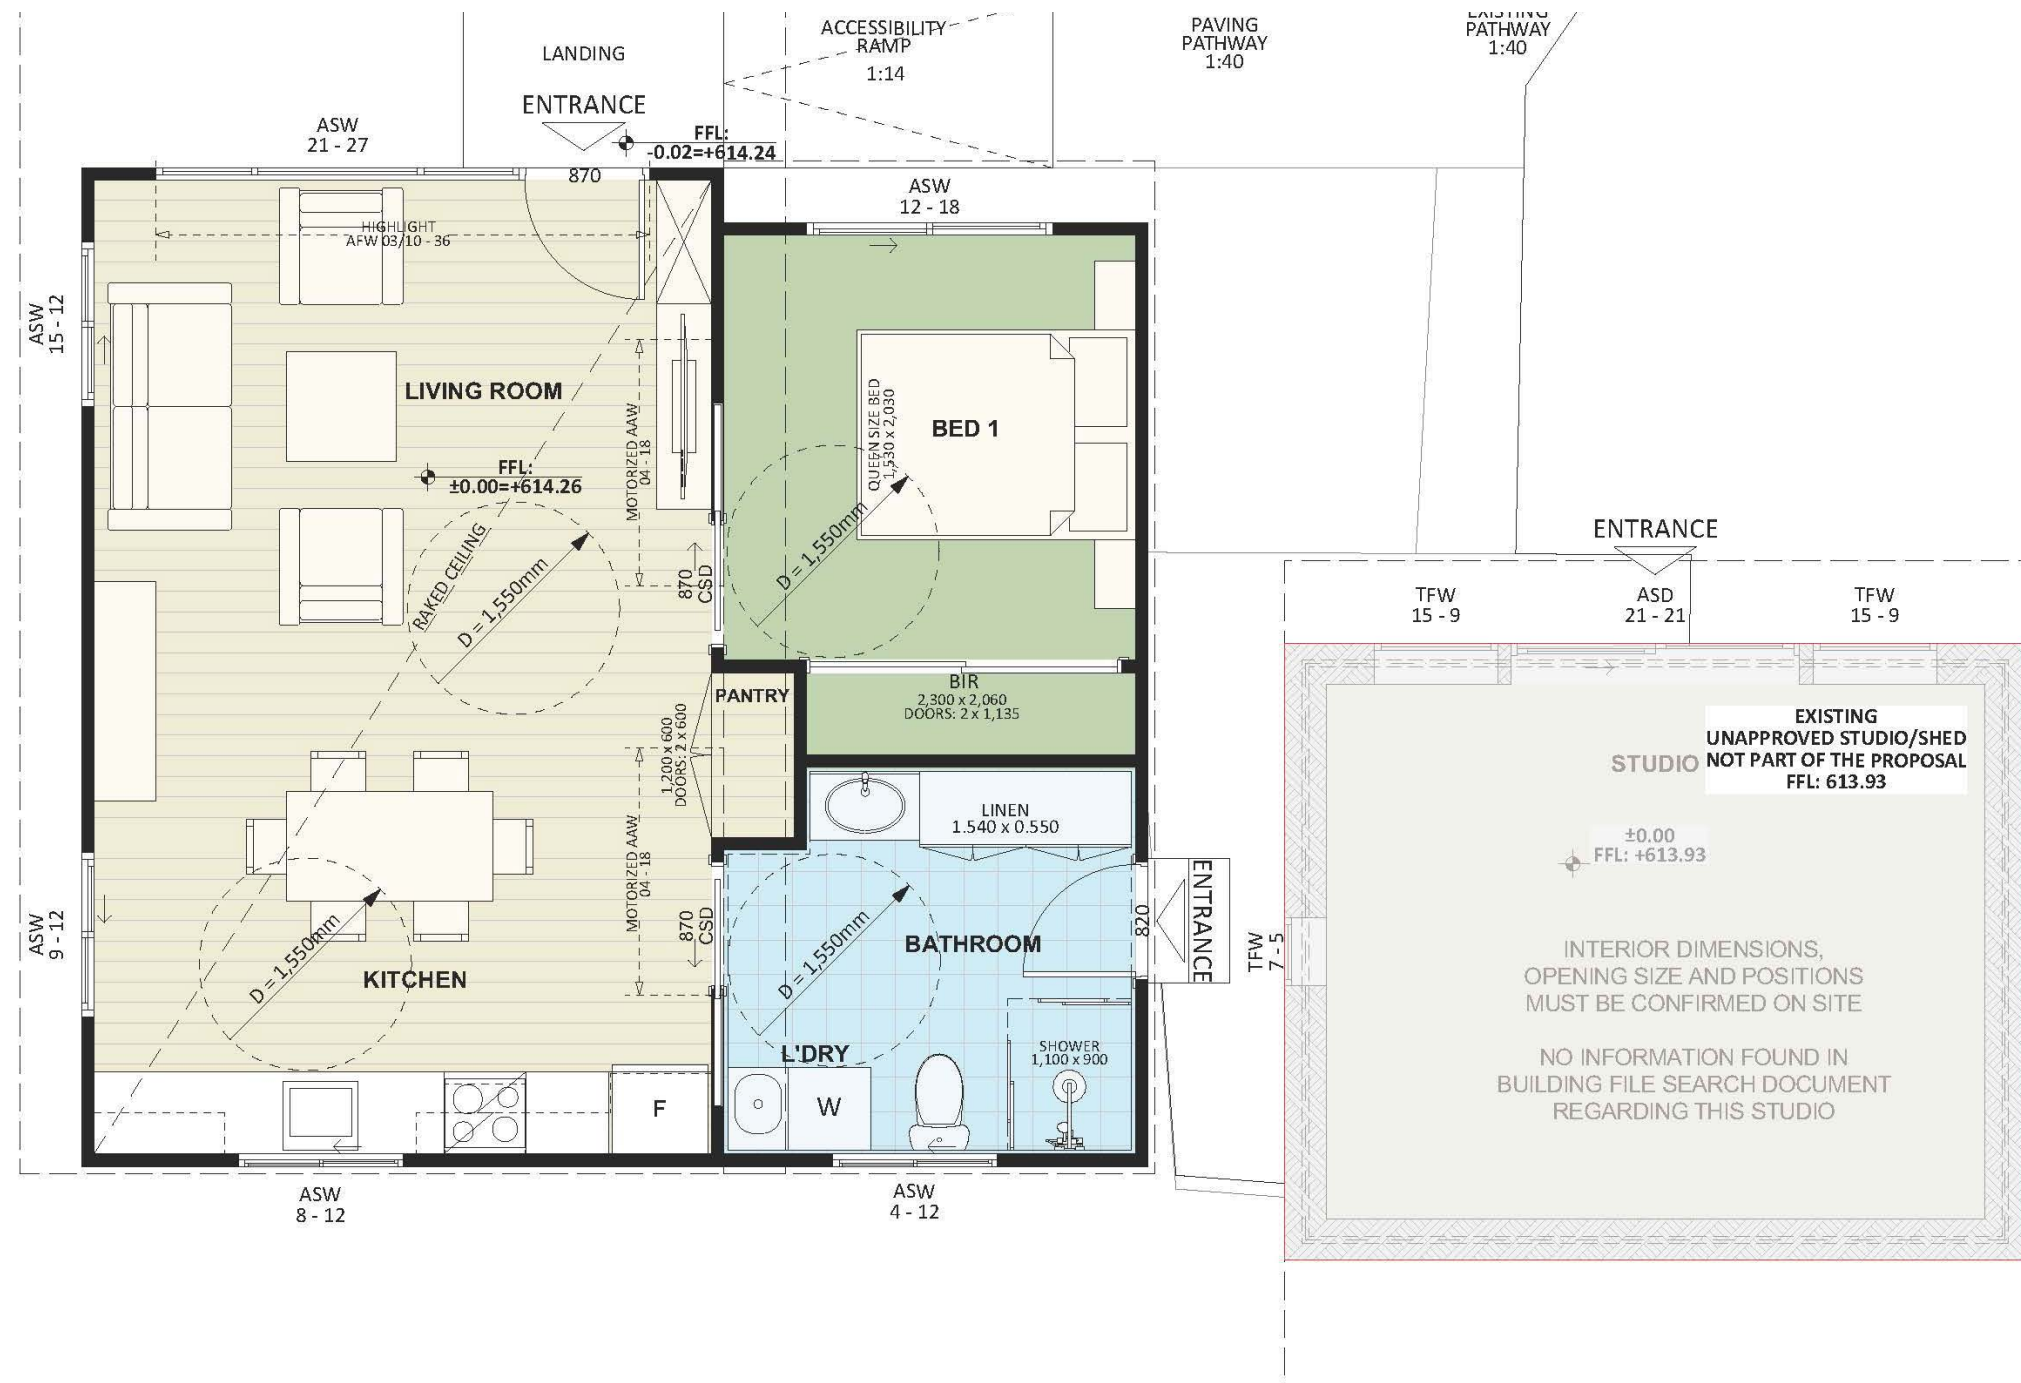 LANDING
ACCESSIBILITY
RAMP
1:14
PAVING
PATHWAY
1:40
EXISTING
PATHWAY
1:40
ENTRANCE
ASW
21 - 27
FFL:
-0.02=+614.24
870
ASW
12 - 18
HIGHLIGHT
AFW 03/10 - 36
ASW
15 - 12
LIVING ROOM
MOTORIZED AAW
04 - 18
QUEEN SIZE BED
1,530 x 2,030
BED 1
FFL:
±0.00=+614.26
RAKED CEILING
D = 1,550mm
870
CSD
D = 1,550mm
ENTRANCE
TFW
15 - 9
ASD
21 - 21
TFW
15 - 9
PANTRY
1,200 x 600
DOORS: 2 x 600
BIR
2,300 x 2,060
DOORS: 2 x 1,135
STUDIO
EXISTING
UNAPPROVED STUDIO/SHED
NOT PART OF THE PROPOSAL
FFL: 613.93
±0.00
FFL: +613.93
LINEN
1.540 x 0.550
MOTORIZED AAW
04 - 18
870
CSD
ASW
9 - 12
D = 1,550mm
KITCHEN
D = 1,550mm
BATHROOM
820
ENTRANCE
TFW
7 - 5
INTERIOR DIMENSIONS,
OPENING SIZE AND POSITIONS
MUST BE CONFIRMED ON SITE
NO INFORMATION FOUND IN
BUILDING FILE SEARCH DOCUMENT
REGARDING THIS STUDIO
L'DRY
SHOWER
1,100 x 900
F
W
ASW
8 - 12
ASW
4 - 12